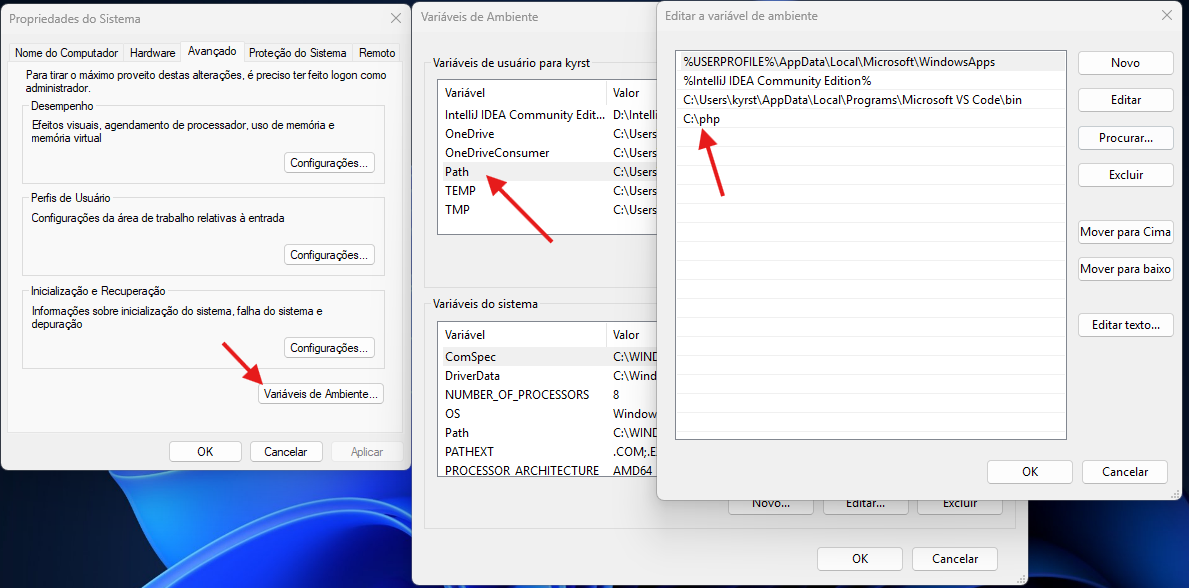 Propriedades do Sistema
Nome do Computador
Hardware
Avançado
Proteção do Sistema
Remoto
Para tirar o máximo proveito destas alterações, é preciso ter feito logon como
administrador.
Desempenho
Efeitos visuais, agendamento de processador, uso de memória e
memória virtual
Configurações...
Perfis de Usuário
Configurações da área de trabalho relativas à entrada
Configurações...
Inicialização e Recuperação
Informações sobre inicialização do sistema, falha do sistema e
depuração
Configurações...
Variáveis de Ambiente...
OK
Cancelar
Aplicar
Variáveis de Ambiente
Variáveis de usuário para kyrst
Variável Valor
IntelliJ IDEA Community Edit... D:\Intelli
OneDrive C:\Users
OneDriveConsumer C:\Users
Path C:\Users
TEMP C:\Users
TMP C:\Users
Variáveis do sistema
Variável Valor
ComSpec C:\WIND
DriverData C:\Wind
NUMBER_OF_PROCESSORS 8
OS Window
Path C:\WIND
PATHEXT .COM;.E
PROCESSOR_ARCHITECTURE AMD64
Novo...
Editar...
Excluir
OK
Cancelar
Editar a variável de ambiente
%USERPROFILE%\AppData\Local\Microsoft\WindowsApps
%IntelliJ IDEA Community Edition%
C:\Users\kyrst\AppData\Local\Programs\Microsoft VS Code\bin
C:\php
Novo
Editar
Procurar...
Excluir
Mover para Cima
Mover para baixo
Editar texto...
OK
Cancelar